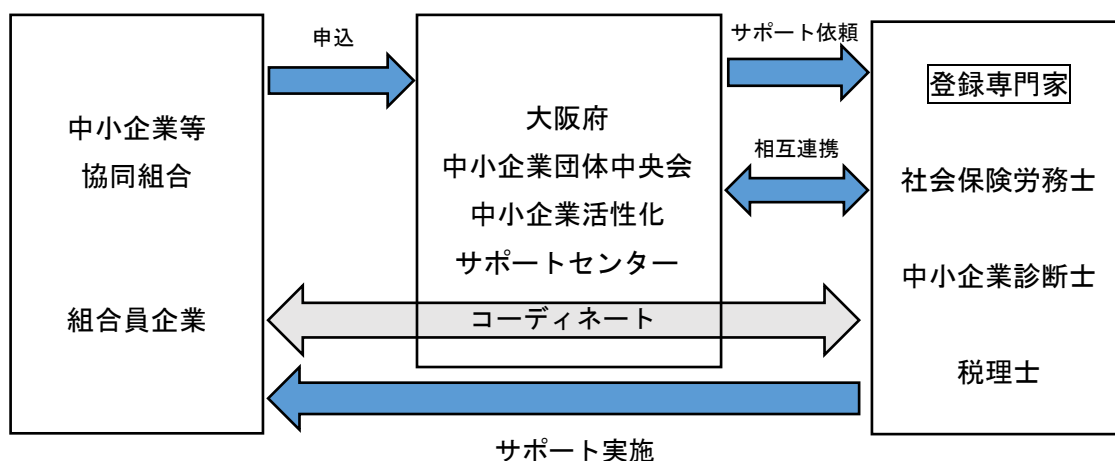 申込
サポート依頼
中小企業等
協同組合
組合員企業
大阪府
中小企業団体中央会
中小企業活性化
サポートセンター
コーディネート
相互連携
登録専門家
社会保険労務士
中小企業診断士
税理士
サポート実施